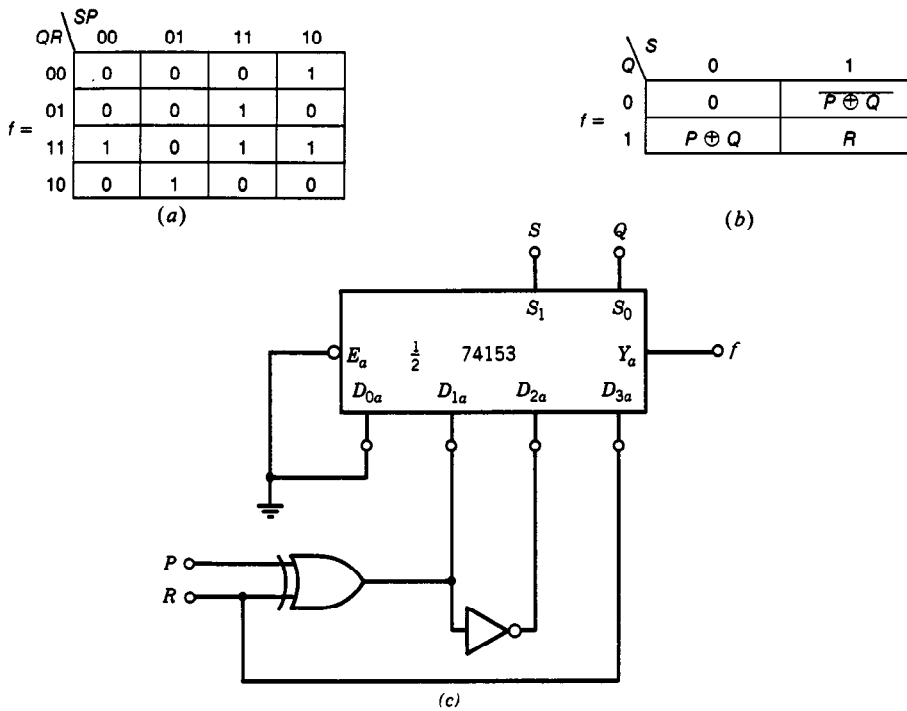 SP
QR 00 01 11 10
00 0 0 0 1
01 0 0 1 0
f = 11 1 0 1 1
10 0 1 0 0
(a)
S
Q 0 1
0 0 \overline{P ⊕ Q}
f =
1 P ⊕ Q R
(b)
S Q
S₁ S₀
Eₐ ½ 74153 Yₐ f
D₀ₐ D₁ₐ D₂ₐ D₃ₐ
P
R
(c)